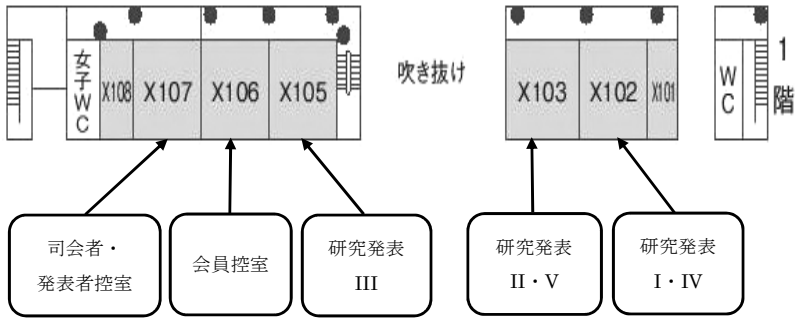 女子WC
X108
X107
X106
X105
吹き抜け
X103
X102
X101
WC
1階
司会者・
発表者控室
会員控室
研究発表
III
研究発表
II・V
研究発表
I・IV